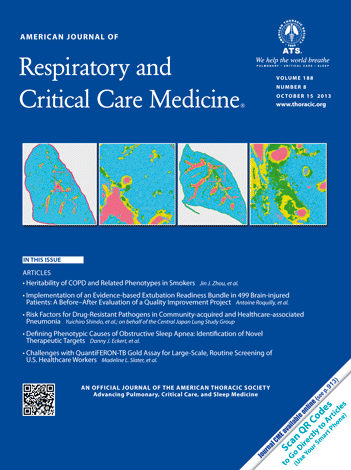 AMERICAN JOURNAL OF
Respiratory and
Critical Care Medicine®
ATS®
We help the world breathe
PULMONARY • CRITICAL CARE • SLEEP
VOLUME 188
NUMBER 8
OCTOBER 15 2013
www.thoracic.org
IN THIS ISSUE
ARTICLES
• Heritability of COPD and Related Phenotypes in Smokers Jin J. Zhou, et al.
• Implementation of an Evidence-based Extubation Readiness Bundle in 499 Brain-injured
Patients: A Before–After Evaluation of a Quality Improvement Project Antoine Roquilly, et al.
• Risk Factors for Drug-Resistant Pathogens in Community-acquired and Healthcare-associated
Pneumonia Yuichiro Shindo, et al.; on behalf of the Central Japan Lung Study Group
• Defining Phenotypic Causes of Obstructive Sleep Apnea: Identification of Novel
Therapeutic Targets Danny J. Eckert, et al.
• Challenges with QuantiFERON-TB Gold Assay for Large-Scale, Routine Screening of
U.S. Healthcare Workers Madeline L. Slater, et al.
AN OFFICIAL JOURNAL OF THE AMERICAN THORACIC SOCIETY
Advancing Pulmonary, Critical Care, and Sleep Medicine
Journal CME available online (see p. 912)
Scan QR Codes
to Go Directly to Articles
(Use Your Smart Phone)